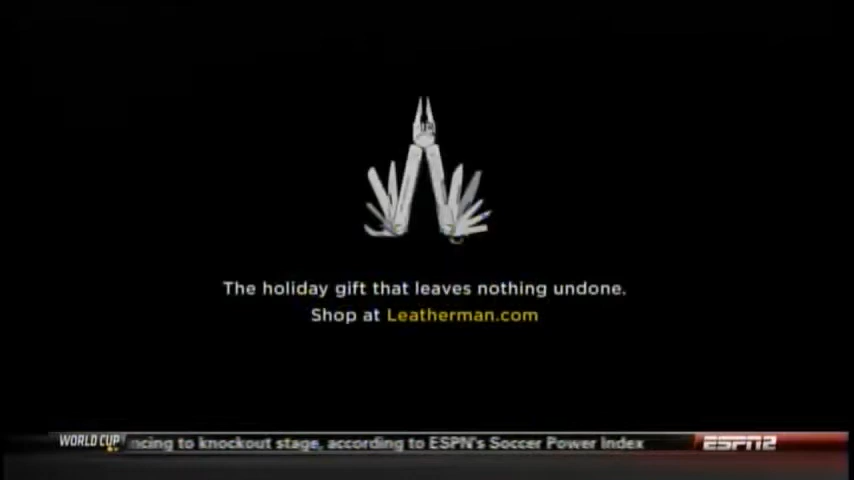 The holiday gift that leaves nothing undone.
Shop at Leatherman.com
WORLD CUP ncing to knockout stage, according to ESPN's Soccer Power Index ESPN2